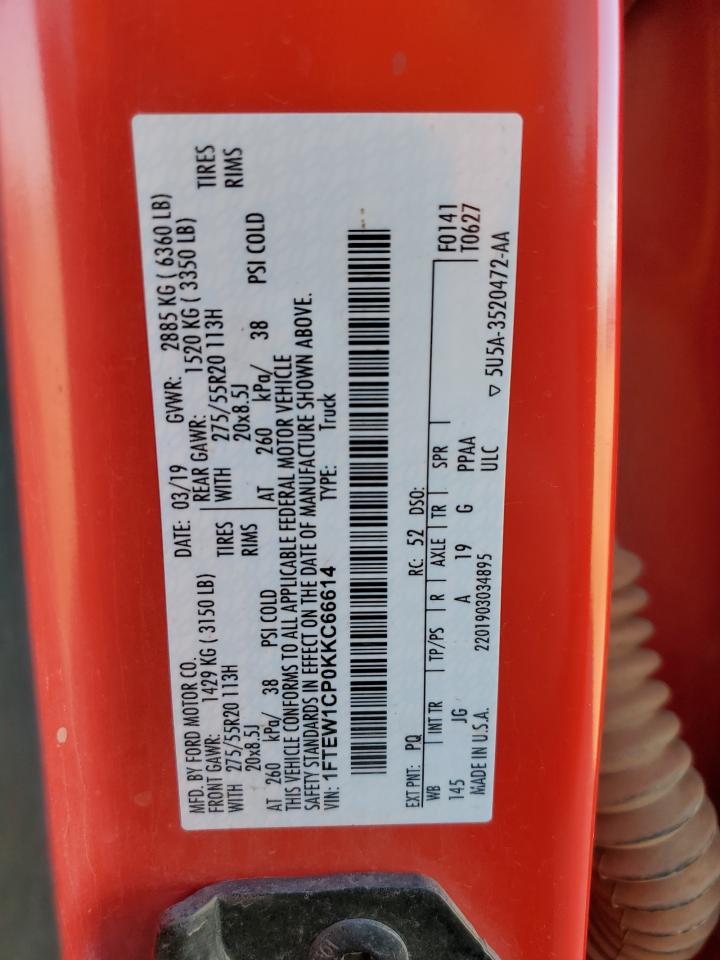 MFD. BY FORD MOTOR CO. DATE: 03/19 GVWR: 2885 KG ( 6360 LB)
FRONT GAWR: 1429 KG ( 3150 LB) REAR GAWR: 1520 KG ( 3350 LB)
WITH 275/55R20 113H TIRES WITH 275/55R20 113H TIRES
20x8.5J RIMS 20x8.5J RIMS
AT 260 kPa/ 38 PSI COLD AT 260 kPa/ 38 PSI COLD
THIS VEHICLE CONFORMS TO ALL APPLICABLE FEDERAL MOTOR VEHICLE
SAFETY STANDARDS IN EFFECT ON THE DATE OF MANUFACTURE SHOWN ABOVE.
VIN: 1FTEW1CP0KKC66614 TYPE: Truck
EXT PNT: PQ RC: 52 DSO: F0141
WB INT TR TP/PS R AXLE TR SPR T0627
145 JG A 19 G PPAA
MADE IN U.S.A. 2201903034895 ULC ▽ 5U5A-3520472-AA